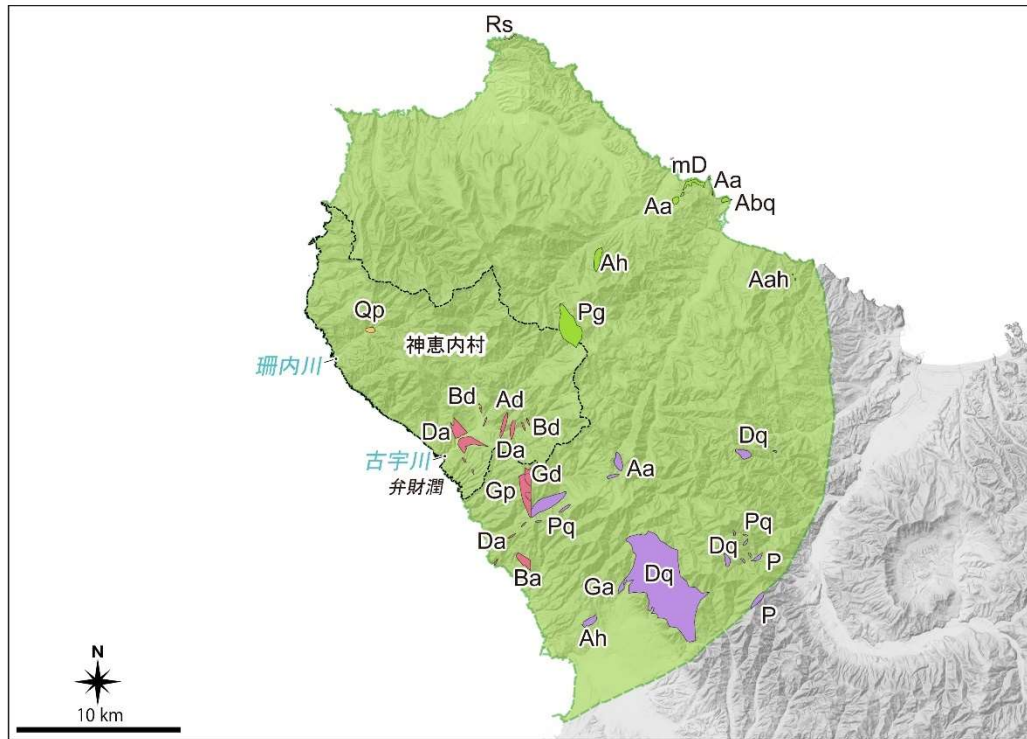 Rs
mD
Aa
Aa
Abq
Ah
Aah
Pg
Qp
神恵内村
珊内川
Bd
Ad
Da
Bd
Da
Dq
古宇川
Gd
Aa
弁財澗
Gp
Pq
Pq
Da
Dq
P
Ba
Ga
Dq
P
Ah
N
10 km